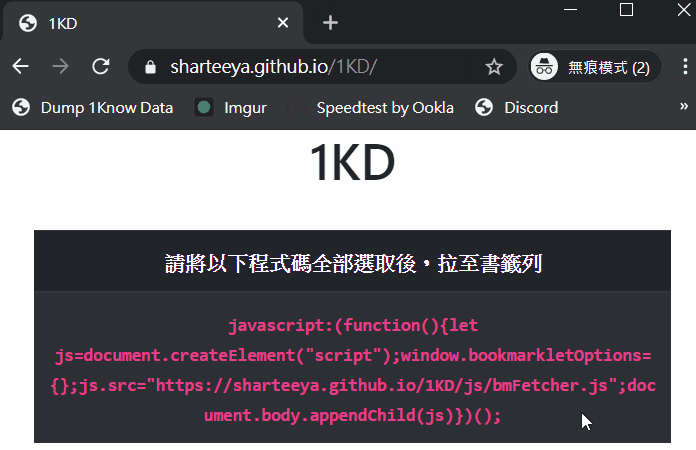 1KD
sharteeya.github.io/1KD/
無痕模式 (2)
Dump 1Know Data
Imgur
Speedtest by Ookla
Discord
»
1KD
請將以下程式碼全部選取後，拉至書籤列
javascript:(function(){let
js=document.createElement("script");window.bookmarkletOptions=
{};js.src="https://sharteeya.github.io/1KD/js/bmFetcher.js";doc
ument.body.appendChild(js)})();